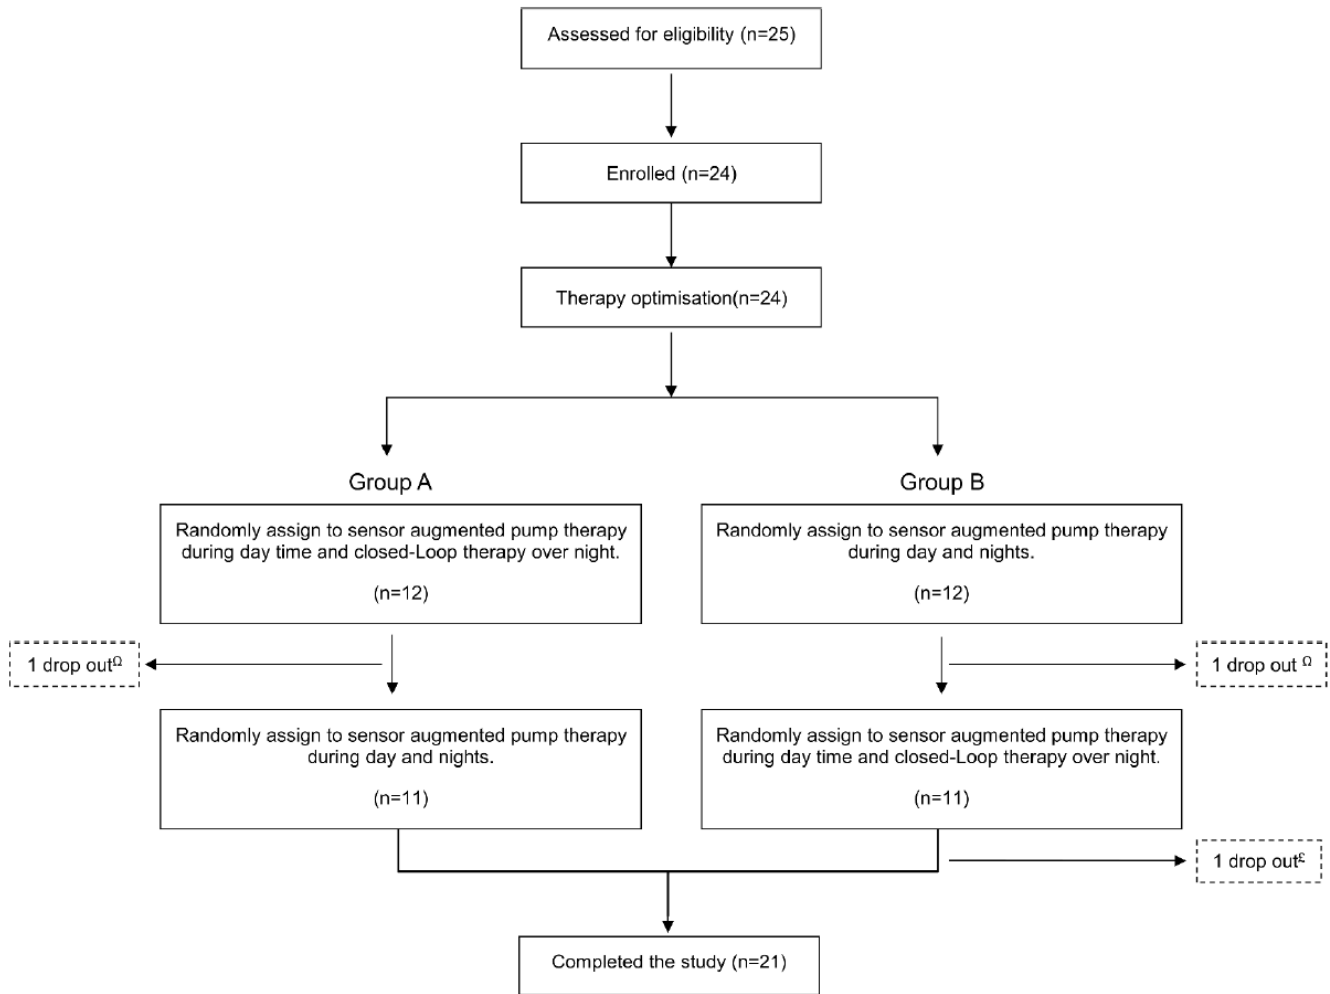 Assessed for eligibility (n=25)
Enrolled (n=24)
Therapy optimisation(n=24)
Group A
Randomly assign to sensor augmented pump therapy
during day time and closed-Loop therapy over night.
(n=12)
Group B
Randomly assign to sensor augmented pump therapy
during day and nights.
(n=12)
1 drop outΩ
1 drop out Ω
Randomly assign to sensor augmented pump therapy
during day and nights.
(n=11)
Randomly assign to sensor augmented pump therapy
during day time and closed-Loop therapy over night.
(n=11)
1 drop out£
Completed the study (n=21)